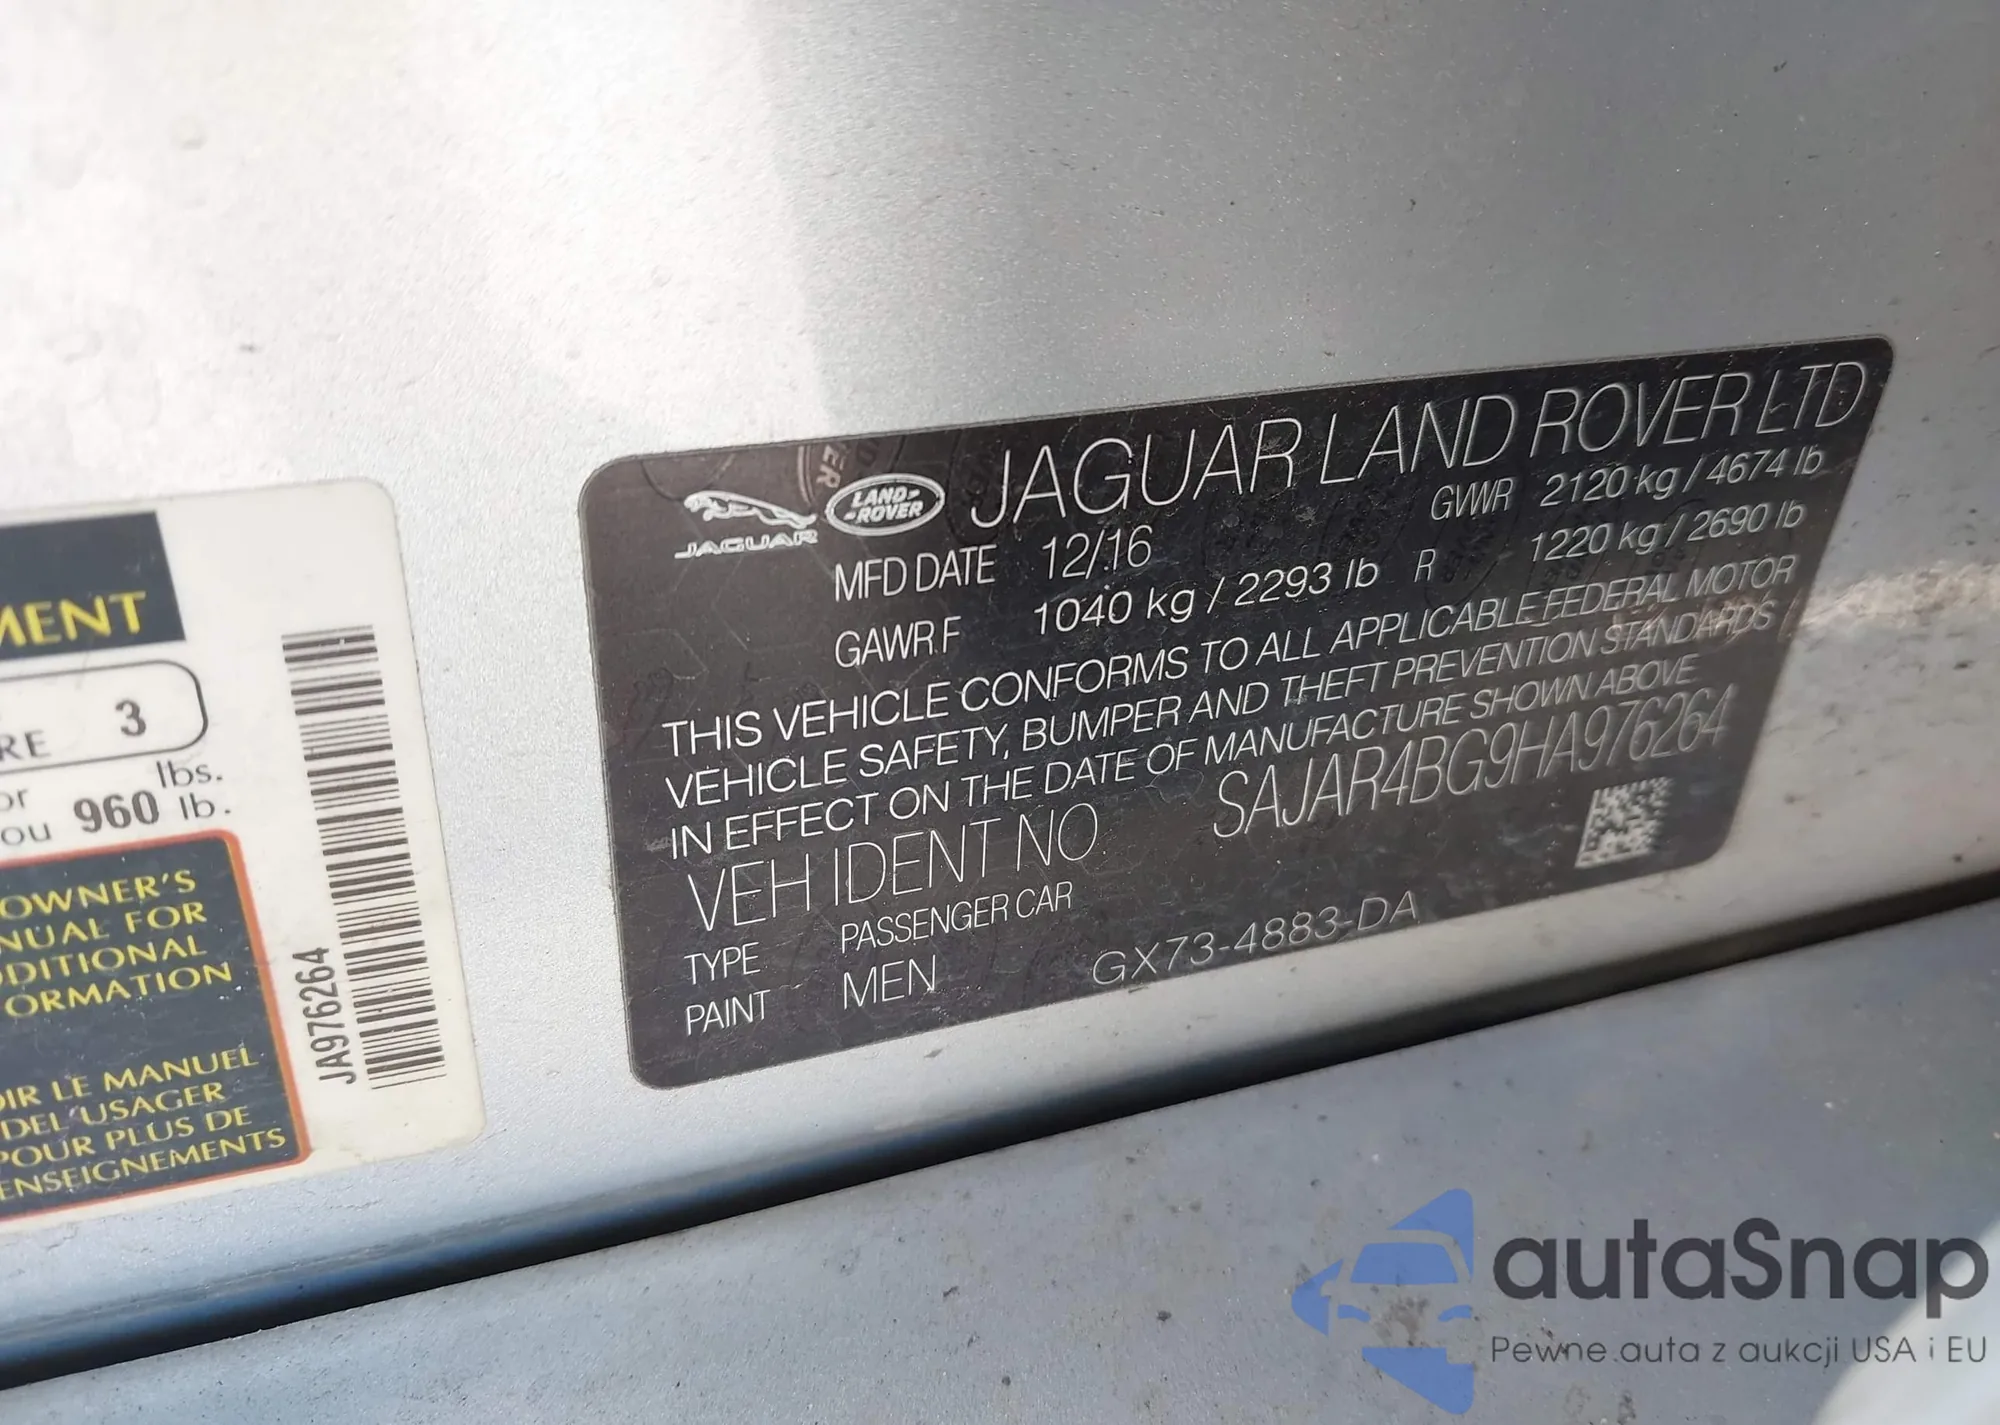 MENT
RE 3
lbs.
or
ou 960 lb.
OWNER'S
NUAL FOR
DDITIONAL
FORMATION
OIR LE MANUEL
DEL'USAGER
POUR PLUS DE
ENSEIGNEMENTS
JA976264
JAGUAR LAND ROVER JAGUAR LAND ROVER LTD
MFD DATE 12/16 GVWR 2120 kg / 4674 lb
GAWR F 1040 kg / 2293 lb R 1220 kg / 2690 lb
THIS VEHICLE CONFORMS TO ALL APPLICABLE FEDERAL MOTOR
VEHICLE SAFETY, BUMPER AND THEFT PREVENTION STANDARDS
IN EFFECT ON THE DATE OF MANUFACTURE SHOWN ABOVE
VEH IDENT NO. SAJAR4BG9HA976264
TYPE PASSENGER CAR
PAINT MEN GX73-4883-DA
autaSnap
Pewne auta z aukcji USA i EU